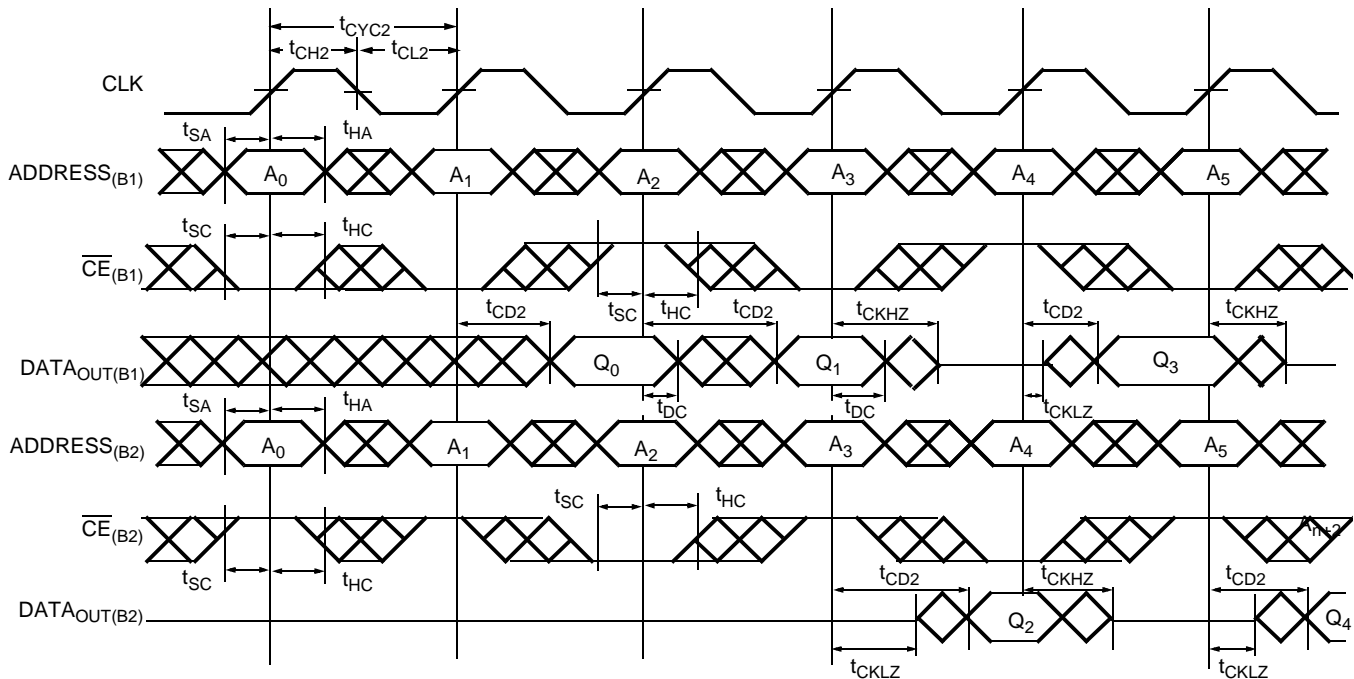 tCYC2
tCH2 tCL2
CLK
tSA tHA
ADDRESS(B1) A0 A1 A2 A3 A4 A5
tSC tHC
CE(B1)
tCD2 tSC tHC tCD2 tCKHZ tCD2 tCKHZ
DATAOUT(B1) Q0 Q1 Q3
tSA tHA tDC tDC tCKLZ
ADDRESS(B2) A0 A1 A2 A3 A4 A5
tSC tHC
CE(B2) An+2
tSC tHC tCD2 tCKHZ tCD2
DATAOUT(B2) Q2 Q4
tCKLZ tCKLZ